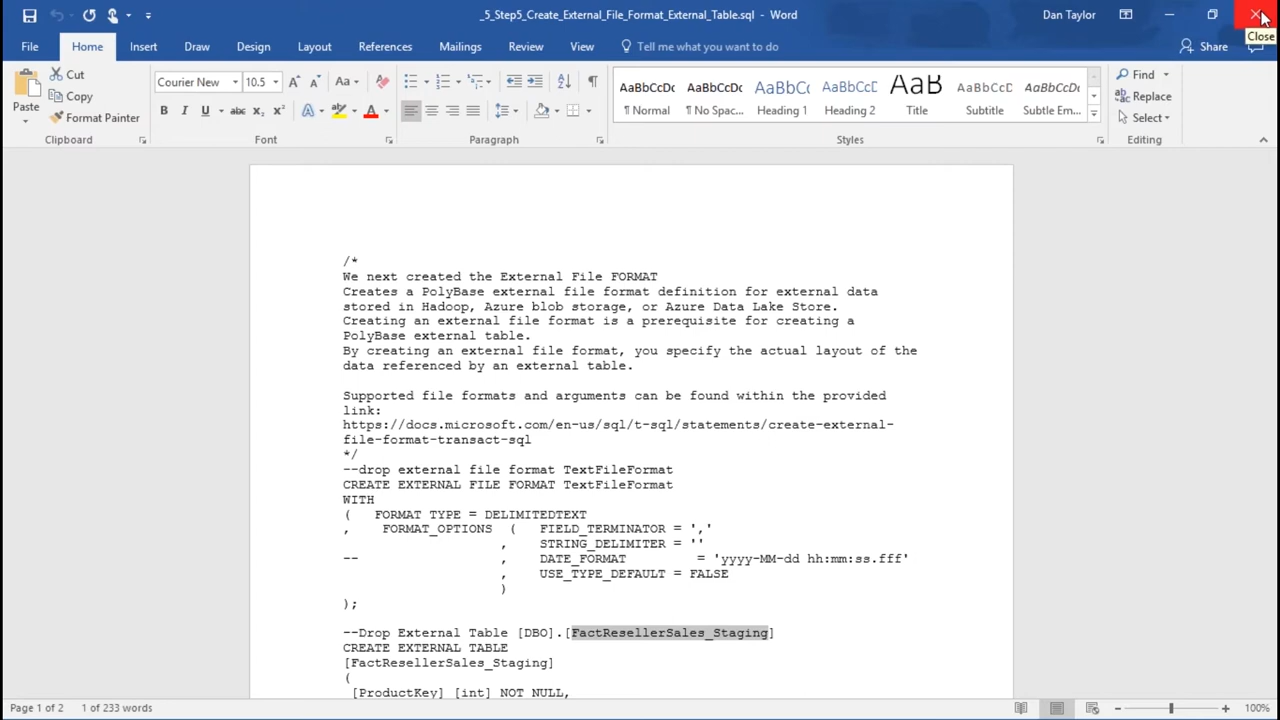 _5_Step5_Create_External_File_Format_External_Table.sql - Word
Dan Taylor
Close
File Home Insert Draw Design Layout References Mailings Review View Tell me what you want to do Share
Paste
Cut
Copy
Format Painter
Clipboard
Courier New 10.5 Aa
B I U abc x₂ x² A A
Font
Paragraph
AaBbCcDc AaBbCcDc AaBbCc AaBbCcC AaB AaBbCcD AaBbCcDc
¶ Normal ¶ No Spac... Heading 1 Heading 2 Title Subtitle Subtle Em...
Styles
Find
Replace
Select
Editing
/*
We next created the External File FORMAT
Creates a PolyBase external file format definition for external data
stored in Hadoop, Azure blob storage, or Azure Data Lake Store.
Creating an external file format is a prerequisite for creating a
PolyBase external table.
By creating an external file format, you specify the actual layout of the
data referenced by an external table.
Supported file formats and arguments can be found within the provided
link:
https://docs.microsoft.com/en-us/sql/t-sql/statements/create-external-
file-format-transact-sql
*/
--drop external file format TextFileFormat
CREATE EXTERNAL FILE FORMAT TextFileFormat
WITH
( FORMAT_TYPE = DELIMITEDTEXT
, FORMAT_OPTIONS ( FIELD_TERMINATOR = ','
, STRING_DELIMITER = ''
-- , DATE_FORMAT = 'yyyy-MM-dd hh:mm:ss.fff'
, USE_TYPE_DEFAULT = FALSE
)
);
--Drop External Table [DBO].[FactResellerSales_Staging]
CREATE EXTERNAL TABLE
[FactResellerSales_Staging]
(
[ProductKey] [int] NOT NULL,
Page 1 of 2 1 of 233 words 100%